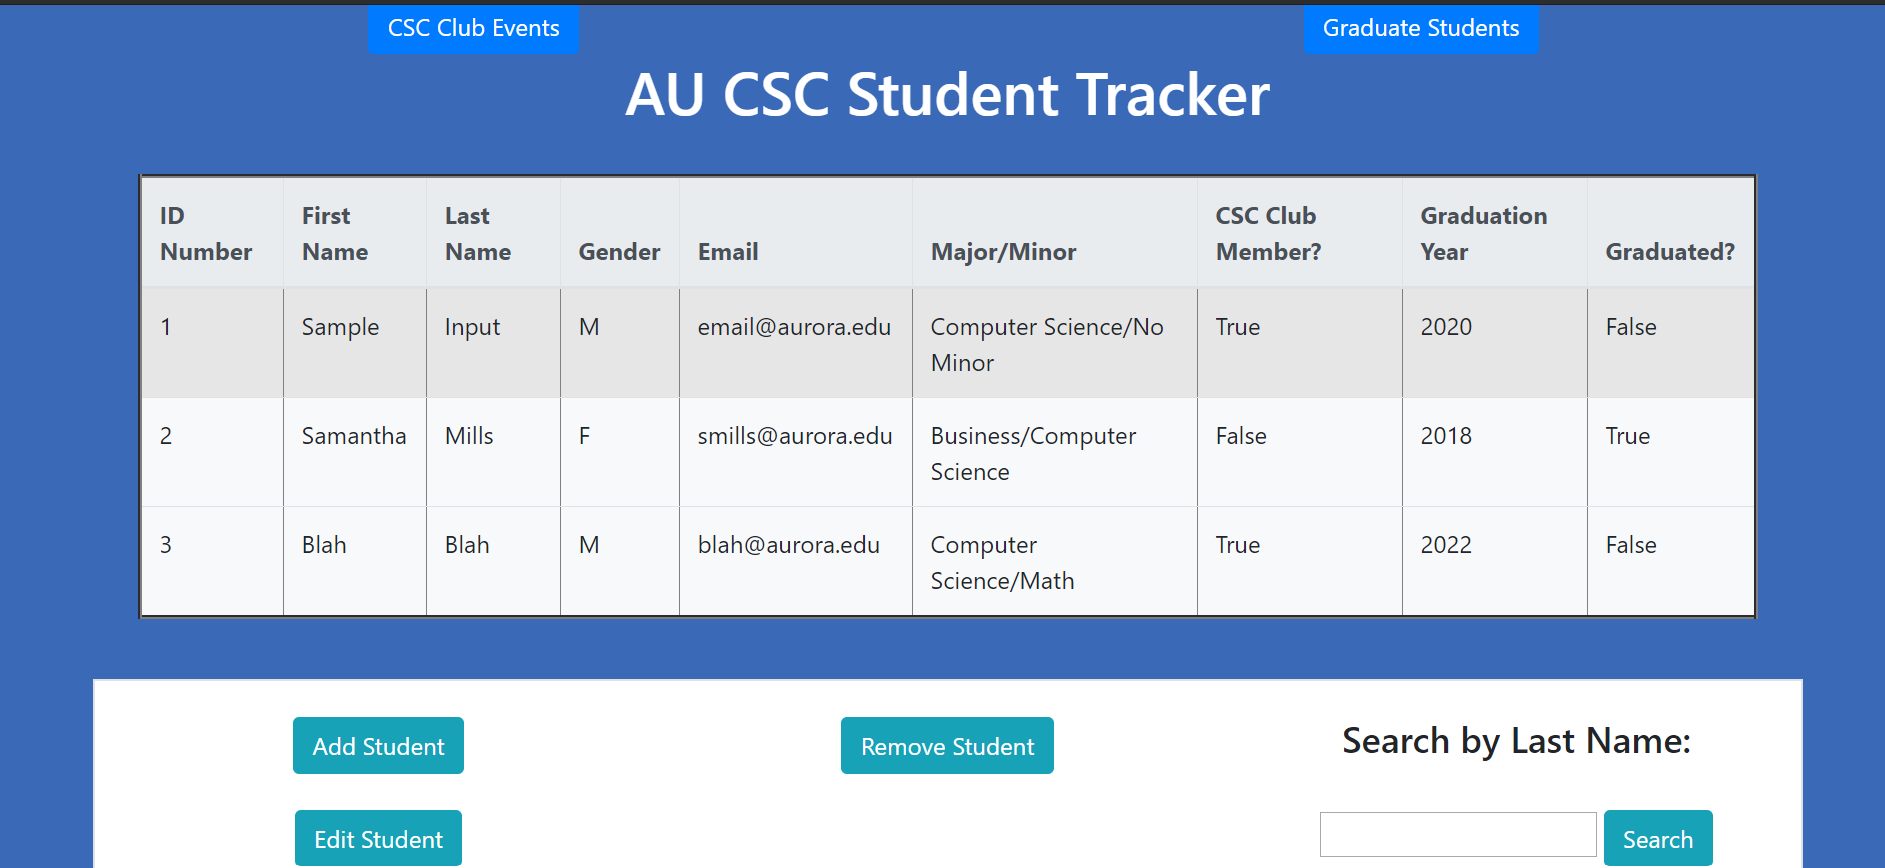 CSC Club Events
Graduate Students
AU CSC Student Tracker
ID Number First Name Last Name Gender Email Major/Minor CSC Club Member? Graduation Year Graduated?
1 Sample Input M email@aurora.edu Computer Science/No Minor True 2020 False
2 Samantha Mills F smills@aurora.edu Business/Computer Science False 2018 True
3 Blah Blah M blah@aurora.edu Computer Science/Math True 2022 False
Add Student
Remove Student
Search by Last Name:
Edit Student
Search